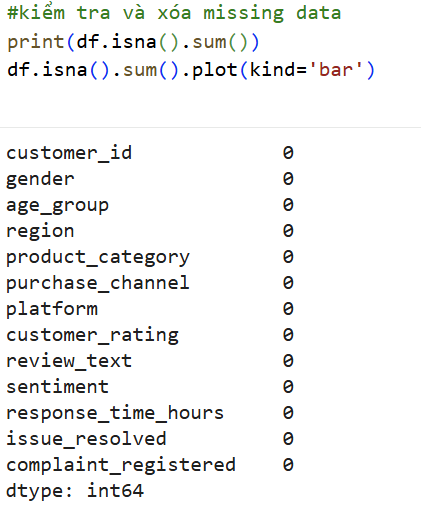 #kiểm tra và xóa missing data
print(df.isna().sum())
df.isna().sum().plot(kind='bar')
customer_id 0
gender 0
age_group 0
region 0
product_category 0
purchase_channel 0
platform 0
customer_rating 0
review_text 0
sentiment 0
response_time_hours 0
issue_resolved 0
complaint_registered 0
dtype: int64